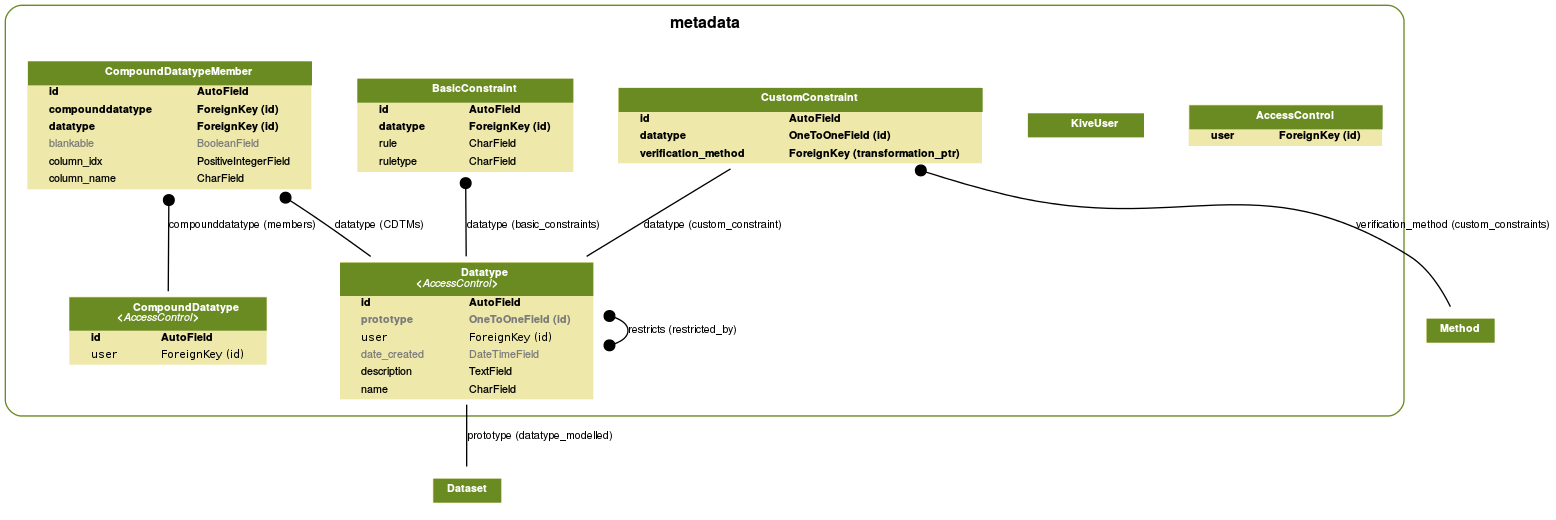 metadata
CompoundDatatypeMember
id AutoField
compounddatatype ForeignKey (id)
datatype ForeignKey (id)
blankable BooleanField
column_idx PositiveIntegerField
column_name CharField
BasicConstraint
id AutoField
datatype ForeignKey (id)
rule CharField
ruletype CharField
CustomConstraint
id AutoField
datatype OneToOneField (id)
verification_method ForeignKey (transformation_ptr)
KiveUser
AccessControl
user ForeignKey (id)
compounddatatype (members)
datatype (CDTMs)
datatype (basic_constraints)
datatype (custom_constraint)
verification_method (custom_constraints)
CompoundDatatype
<AccessControl>
id AutoField
user ForeignKey (id)
Datatype
<AccessControl>
id AutoField
prototype OneToOneField (id)
user ForeignKey (id)
date_created DateTimeField
description TextField
name CharField
restricts (restricted_by)
Method
prototype (datatype_modelled)
Dataset